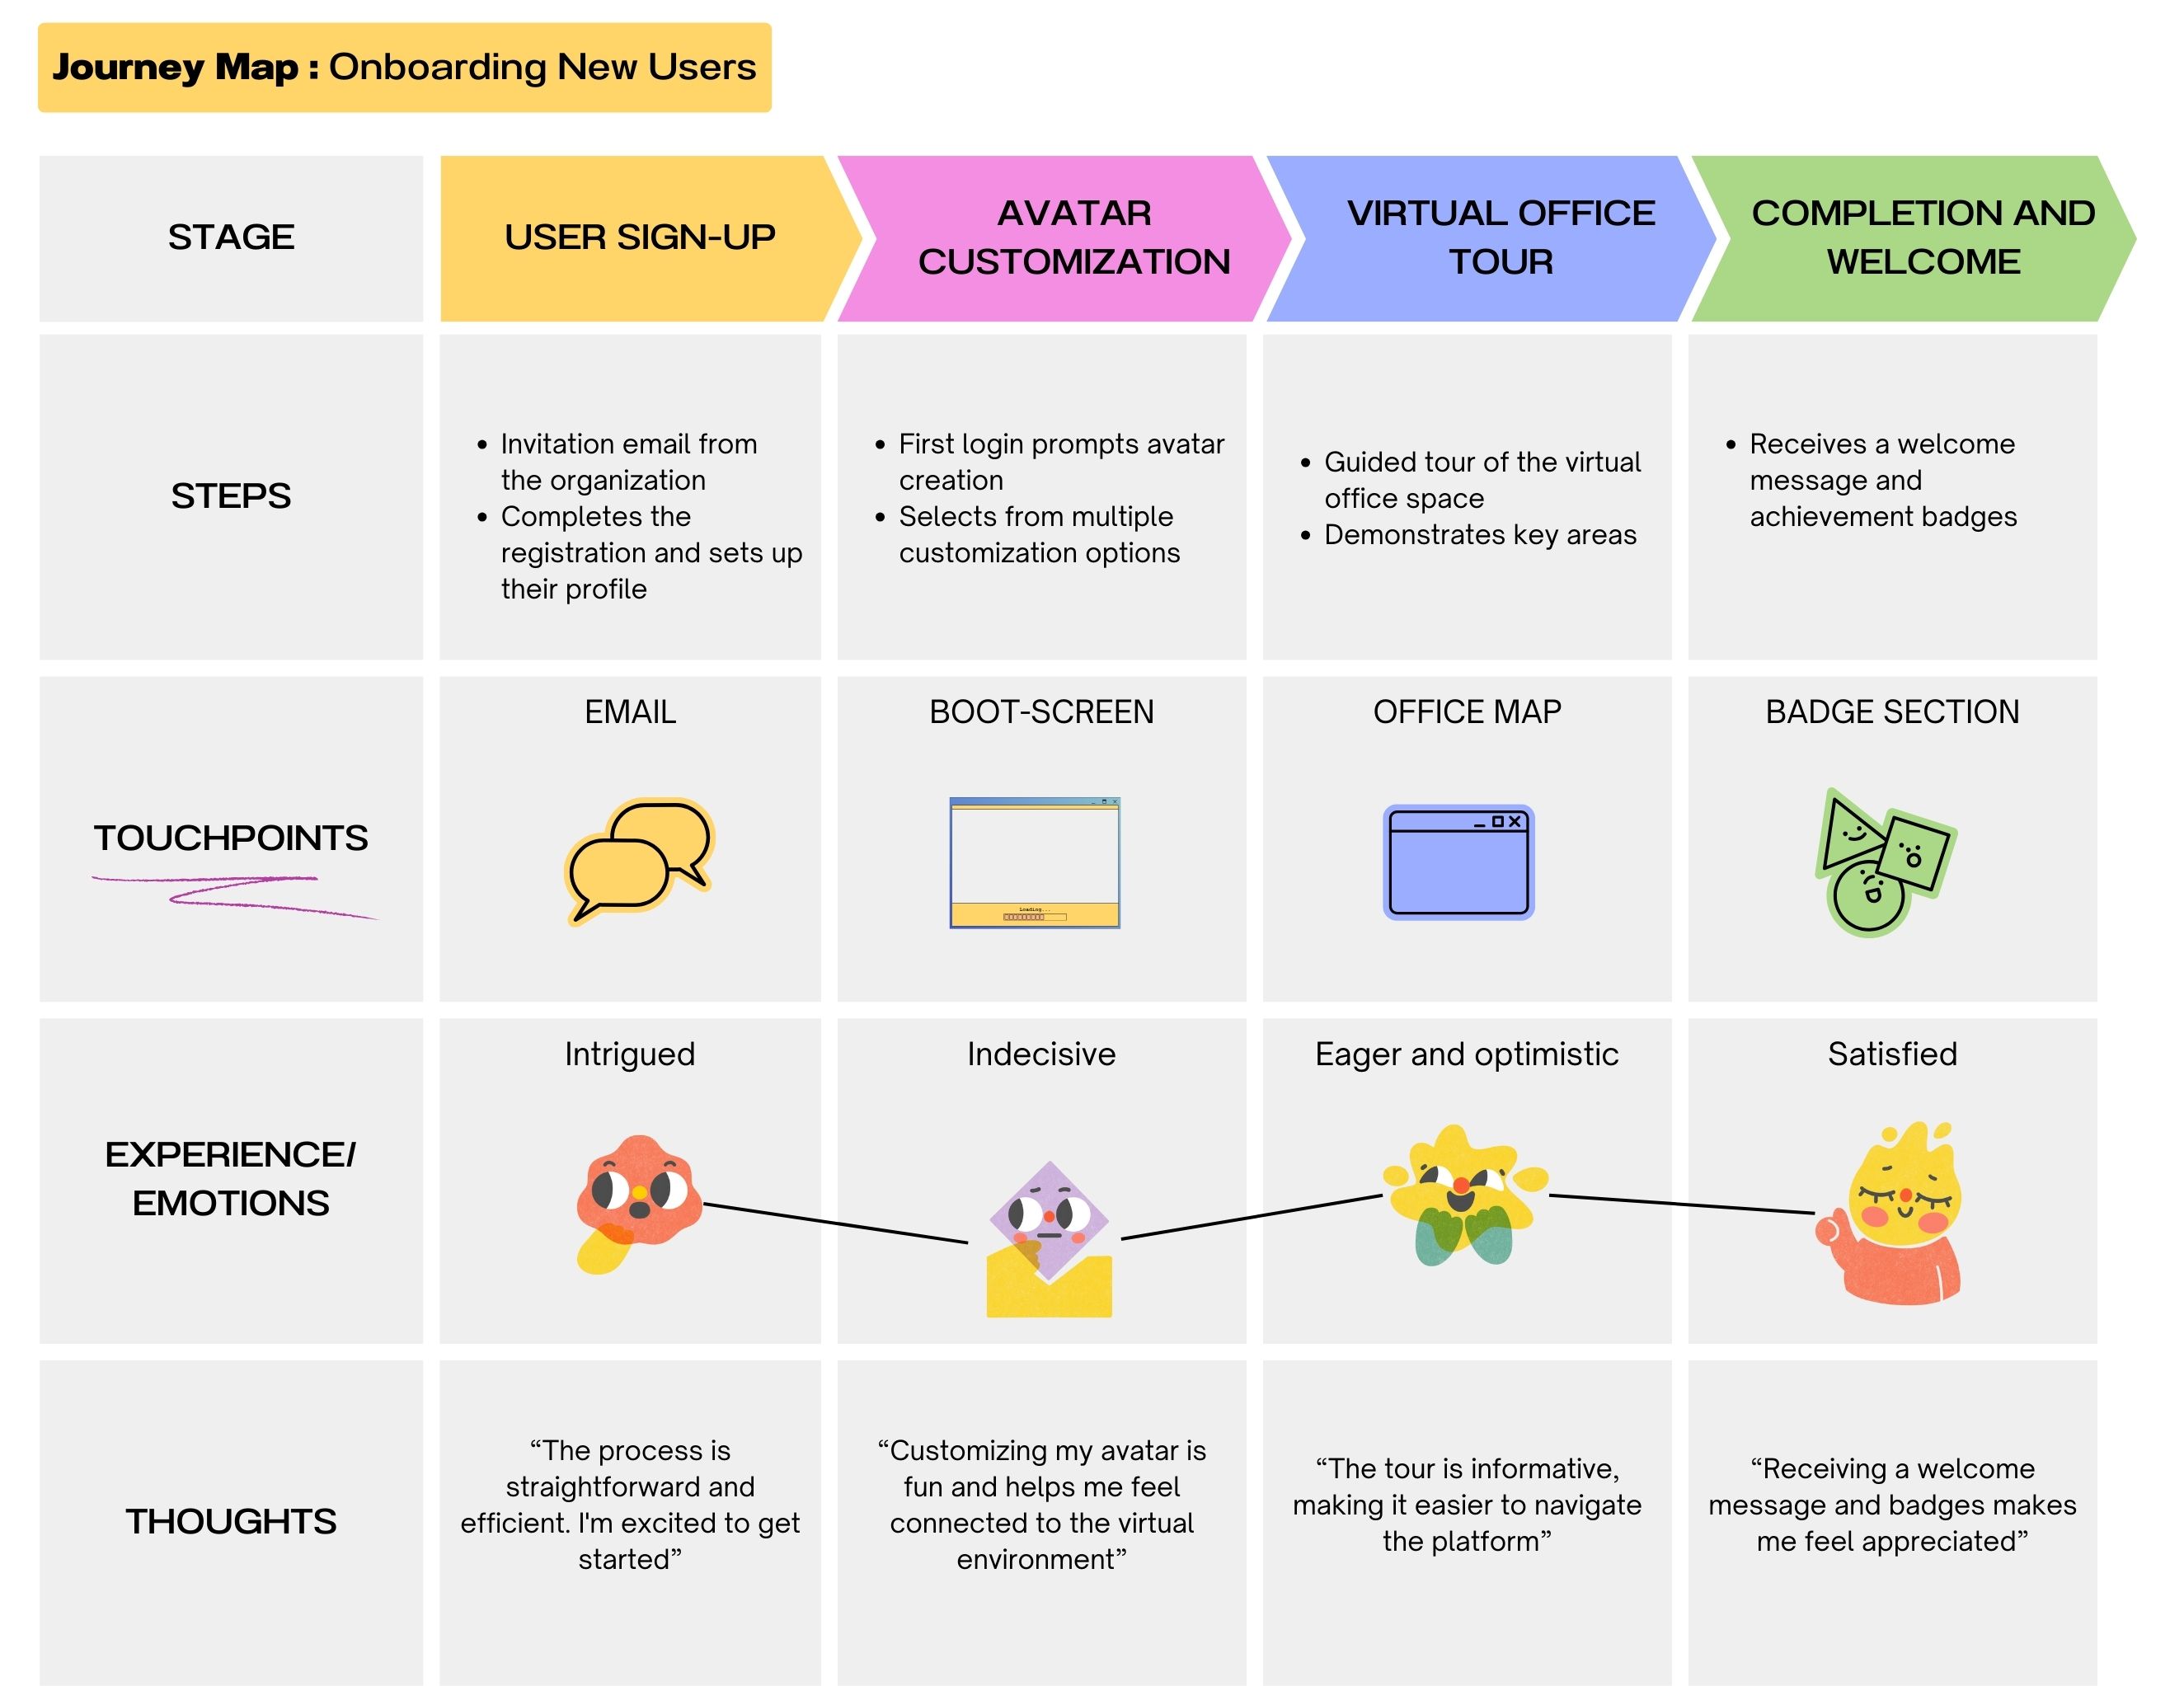 Journey Map : Onboarding New Users
STAGE
USER SIGN-UP
AVATAR
CUSTOMIZATION
VIRTUAL OFFICE
TOUR
COMPLETION AND
WELCOME
STEPS
• Invitation email from
the organization
• Completes the
registration and sets up
their profile
• First login prompts avatar
creation
• Selects from multiple
customization options
• Guided tour of the virtual
office space
• Demonstrates key areas
• Receives a welcome
message and
achievement badges
TOUCHPOINTS
EMAIL
BOOT-SCREEN
Loading...
OFFICE MAP
BADGE SECTION
EXPERIENCE/
EMOTIONS
Intrigued
Indecisive
Eager and optimistic
Satisfied
THOUGHTS
“The process is
straightforward and
efficient. I'm excited to get
started”
“Customizing my avatar is
fun and helps me feel
connected to the virtual
environment”
“The tour is informative,
making it easier to navigate
the platform”
“Receiving a welcome
message and badges makes
me feel appreciated”